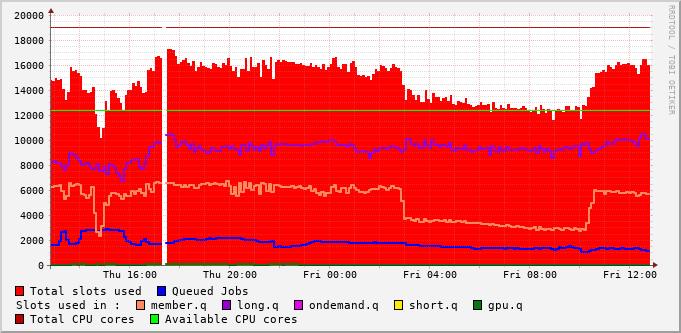 20000
18000
16000
14000
12000
10000
8000
6000
4000
2000
0
Thu 16:00 Thu 20:00 Fri 00:00 Fri 04:00 Fri 08:00 Fri 12:00
RRDTOOL / TOBI OETIKER
Total slots used Queued Jobs
Slots used in : member.q long.q ondemand.q short.q gpu.q
Total CPU cores Available CPU cores